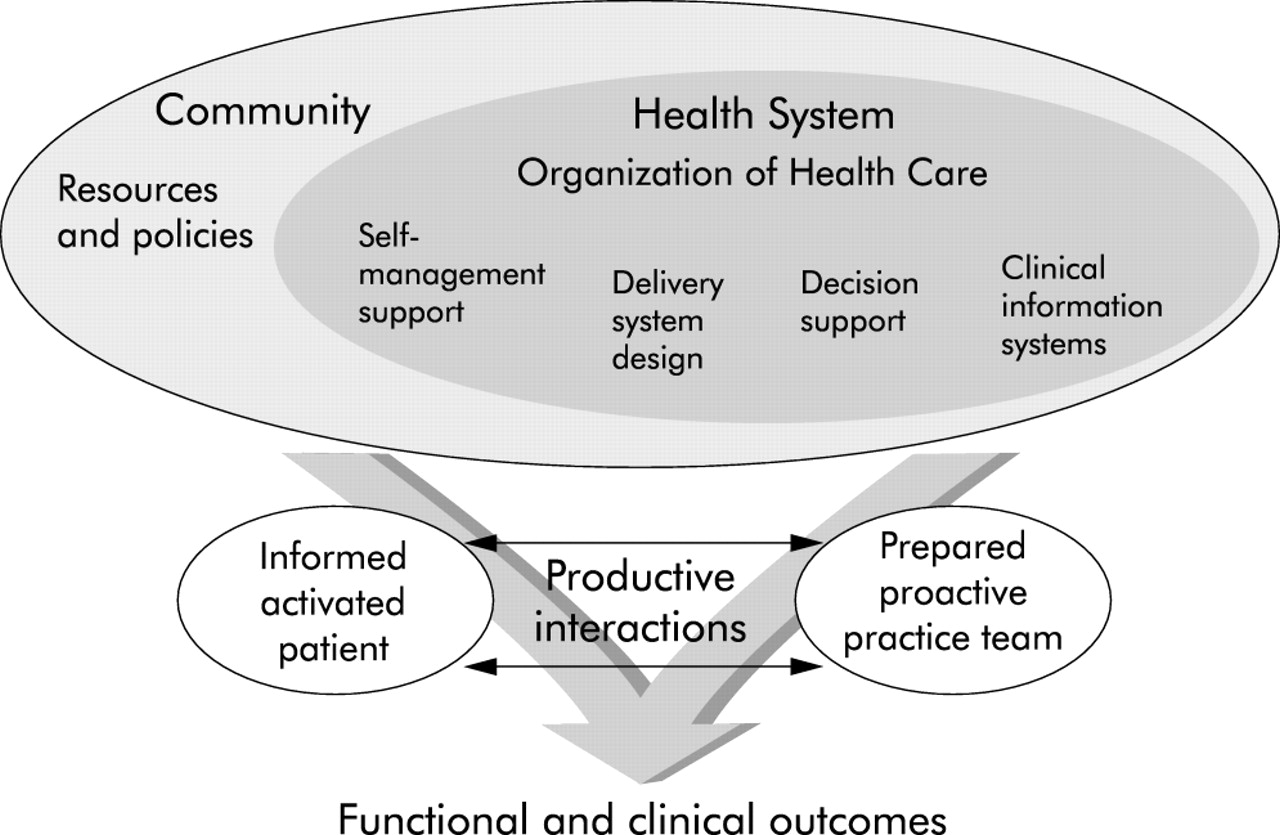 Community
Resources
and policies
Health System
Organization of Health Care
Self-
management
support
Delivery
system
design
Decision
support
Clinical
information
systems
Informed
activated
patient
Productive
interactions
Prepared
proactive
practice team
Functional and clinical outcomes